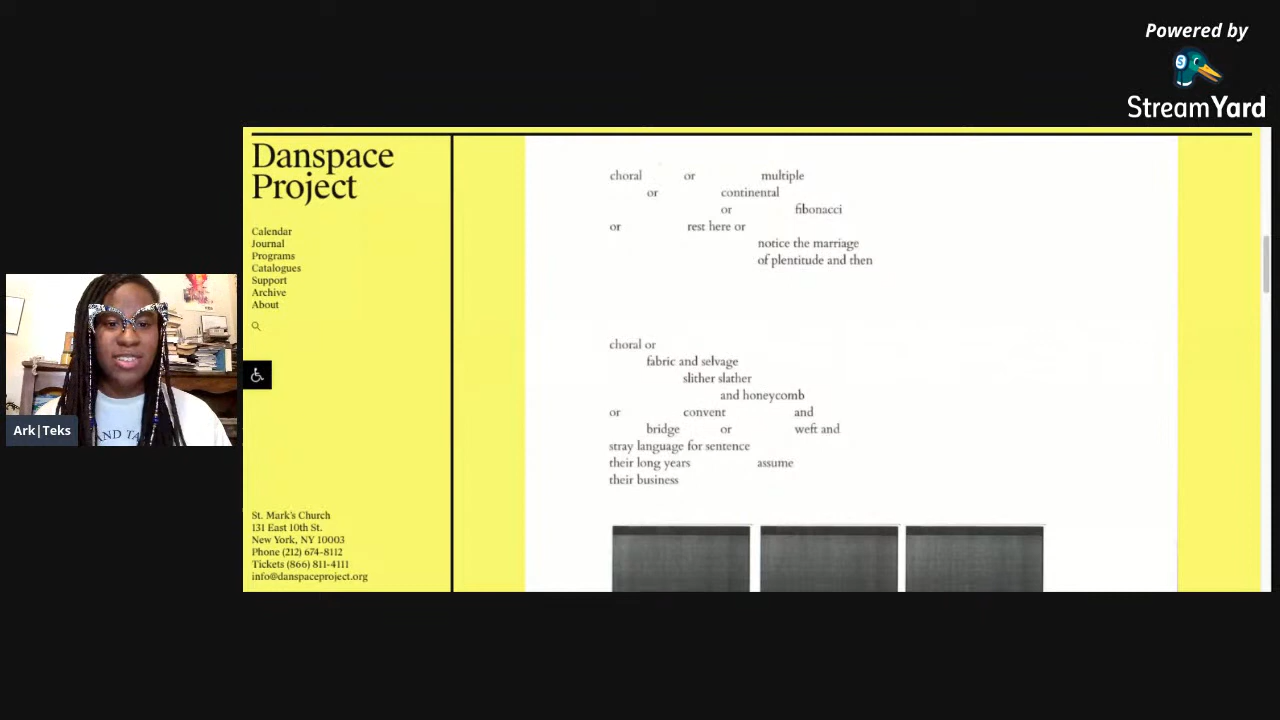 Powered by
StreamYard
Danspace
Project
Calendar
Journal
Programs
Catalogues
Support
Archive
About
St. Mark's Church
131 East 10th St.
New York, NY 10003
Phone (212) 674-8112
Tickets (866) 811-4111
info@danspaceproject.org
choral or multiple
or continental
or fibonacci
or rest here or
notice the marriage
of plentitude and then
choral or
fabric and selvage
slither slather
and honeycomb
or convent and
bridge or weft and
stray language for sentence
their long years assume
their business
Ark|Teks
AND TA